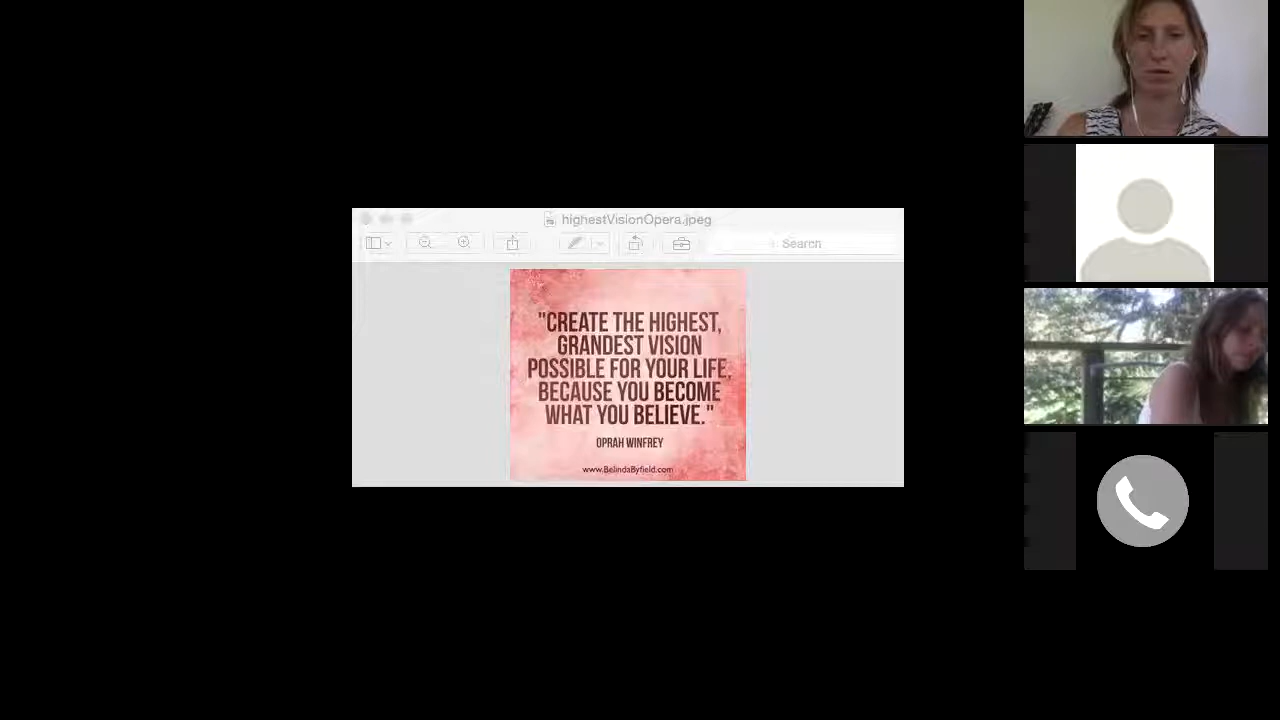 highestVisionOpera.jpeg
Search
"CREATE THE HIGHEST,
GRANDEST VISION
POSSIBLE FOR YOUR LIFE,
BECAUSE YOU BECOME
WHAT YOU BELIEVE."
OPRAH WINFREY
www.BelindaByfield.com